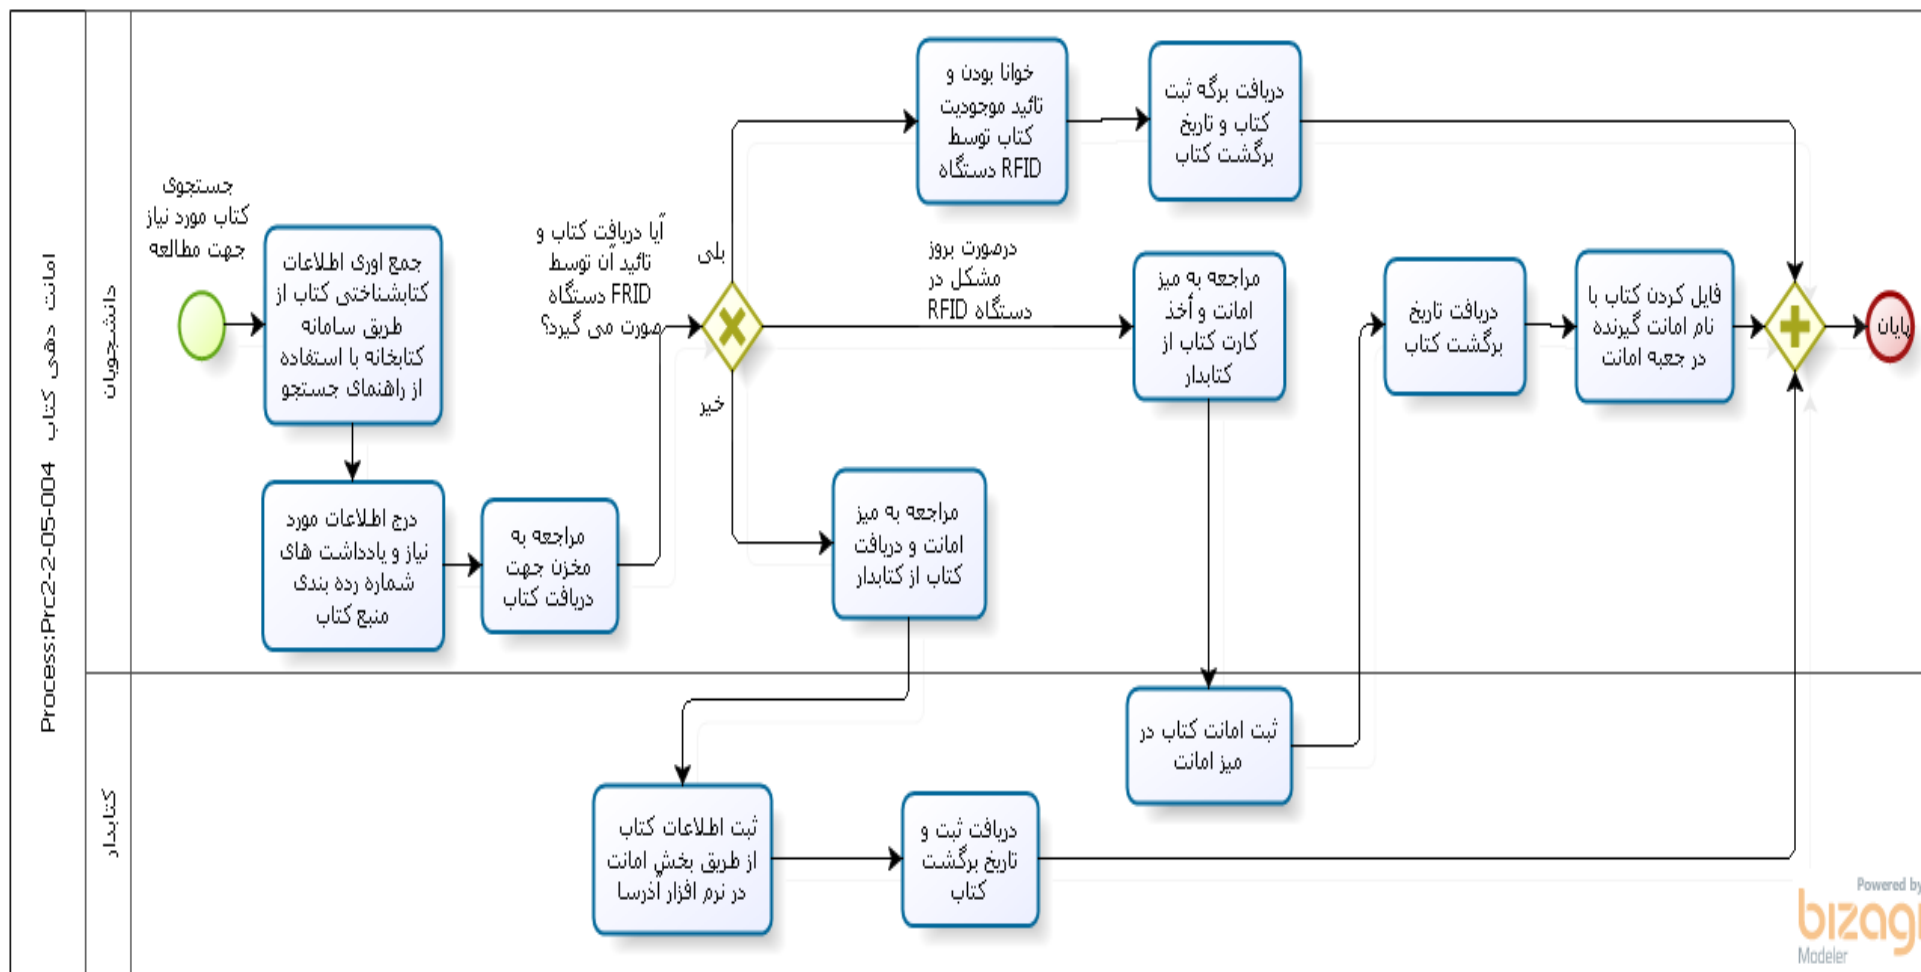 Process:Prc2-2-05-004 امانت دهی کتاب
دانشجویان
جستجوی
کتاب مورد نیاز
جهت مطالعه
جمع اوری اطلاعات
کتابشناختی کتاب از
طریق سامانه
کتابخانه با استفاده
از راهنمای جستجو
درج اطلاعات مورد
نیاز و یادداشت های
شماره رده بندی
منبع کتاب
مراجعه به
مخزن جهت
دریافت کتاب
آیا دریافت کتاب و
تائید آن توسط
دستگاه FRID
صورت می گیرد؟
بلی
خوانا بودن و
تائید موجودیت
کتاب توسط
دستگاه RFID
دریافت برگه ثبت
کتاب و تاریخ
برگشت کتاب
درصورت بروز
مشکل در
دستگاه RFID
مراجعه به میز
امانت و أخذ
کارت کتاب از
کتابدار
دریافت تاریخ
برگشت کتاب
فایل کردن کتاب با
نام امانت گیرنده
در جعبه امانت
پایان
خیر
مراجعه به میز
امانت و دریافت
کتاب از کتابدار
کتابدار
ثبت امانت کتاب در
میز امانت
ثبت اطلاعات کتاب
از طریق بخش امانت
در نرم افزار آذرسا
دریافت ثبت و
تاریخ برگشت
کتاب
Powered by
bizagi
Modeler